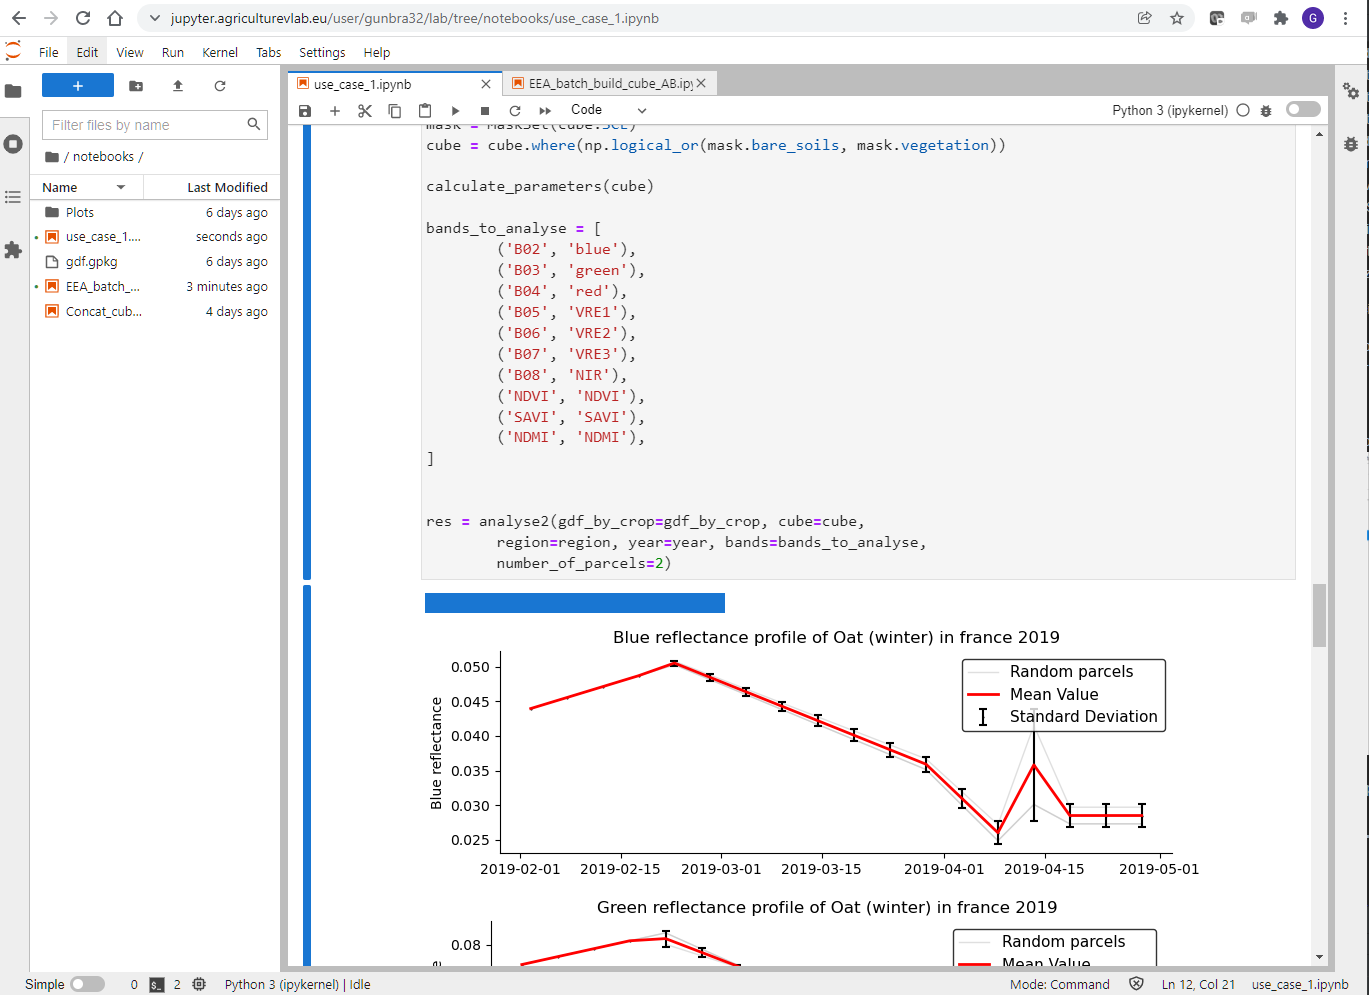 jupyter.agriculturevlab.eu/user/gunbra32/lab/tree/notebooks/use_case_1.ipynb
G
File Edit View Run Kernel Tabs Settings Help
use_case_1.ipynb
EEA_batch_build_cube_AB.ipy
Filter files by name
/ notebooks /
Name Last Modified
Plots 6 days ago
use_case_1.... seconds ago
gdf.gpkg 6 days ago
EEA_batch_... 3 minutes ago
Concat_cub... 4 days ago
Code
Python 3 (ipykernel)
mask = MaskSet(cube.SCL)
cube = cube.where(np.logical_or(mask.bare_soils, mask.vegetation))
calculate_parameters(cube)
bands_to_analyse = [
('B02', 'blue'),
('B03', 'green'),
('B04', 'red'),
('B05', 'VRE1'),
('B06', 'VRE2'),
('B07', 'VRE3'),
('B08', 'NIR'),
('NDVI', 'NDVI'),
('SAVI', 'SAVI'),
('NDMI', 'NDMI'),
]
res = analyse2(gdf_by_crop=gdf_by_crop, cube=cube,
region=region, year=year, bands=bands_to_analyse,
number_of_parcels=2)
Blue reflectance profile of Oat (winter) in france 2019
Blue reflectance
0.050
0.045
0.040
0.035
0.030
0.025
Random parcels
Mean Value
Standard Deviation
2019-02-01 2019-02-15 2019-03-01 2019-03-15 2019-04-01 2019-04-15 2019-05-01
Green reflectance profile of Oat (winter) in france 2019
0.08
Random parcels
Mean Value
Simple 0 $_ 2 Python 3 (ipykernel) | Idle
Mode: Command Ln 12, Col 21 use_case_1.ipynb